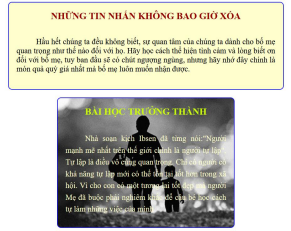 NHỮNG TIN NHẮN KHÔNG BAO GIỜ XÓA
Hầu hết chúng ta đều không biết, sự quan tâm của chúng ta dành cho bố mẹ
quan trọng như thế nào đối với họ. Hãy học cách thể hiện tình cảm và lòng biết ơn
đối với bố mẹ, tuy ban đầu sẽ có chút ngượng ngùng, nhưng hãy nhớ đây chính là
món quà quý giá nhất mà bố mẹ luôn muốn nhận được.
BÀI HỌC TRƯỞNG THÀNH
Nhà soạn kịch Ibsen đã từng nói:"Người
mạnh mẽ nhất trên thế giới chính là người tự lập".
Tự lập là điều vô cùng quan trọng. Chỉ có người có
khả năng tự lập mới có thể tồn tại tốt hơn trong xã
hội. Vì cho con có một tương lai tốt đẹp mà người
Mẹ đã buộc phải nghiêm khắc để cậu bé học cách
tự làm những việc của mình.